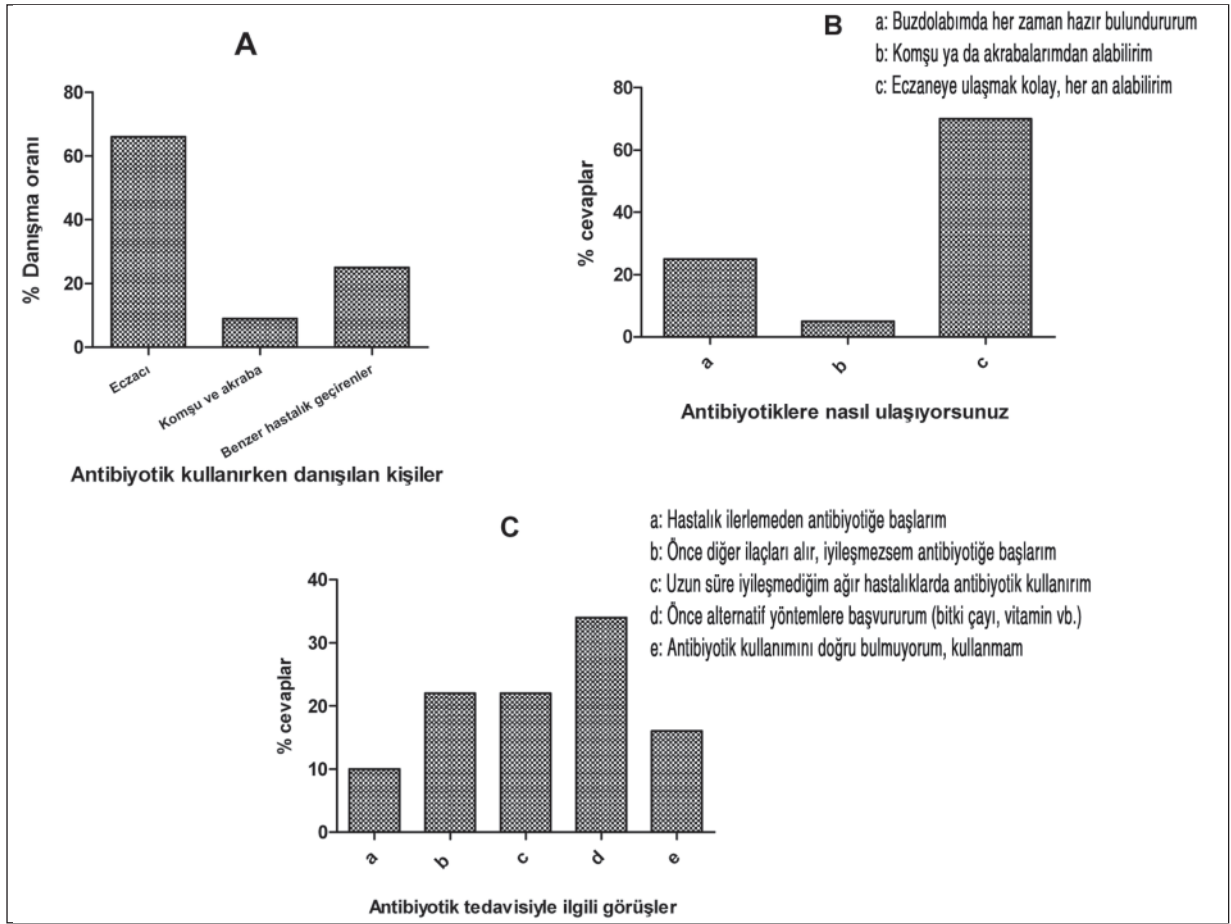 A
80
60
40
20
0
% Danışma oranı
Eczacı
Komşu ve akraba
Benzer hastalık geçirenler
Antibiyotik kullanırken danışılan kişiler
B
a: Buzdolabımda her zaman hazır bulundururum
b: Komşu ya da akrabalarımdan alabilirim
c: Eczaneye ulaşmak kolay, her an alabilirim
80
60
40
20
0
% cevaplar
a
b
c
Antibiyotiklere nasıl ulaşıyorsunuz
C
a: Hastalık ilerlemeden antibiyotiğe başlarım
b: Önce diğer ilaçları alır, iyileşmezsem antibiyotiğe başlarım
c: Uzun süre iyileşmediğim ağır hastalıklarda antibiyotik kullanırım
d: Önce alternatif yöntemlere başvururum (bitki çayı, vitamin vb.)
e: Antibiyotik kullanımını doğru bulmuyorum, kullanmam
40
30
20
10
0
% cevaplar
a
b
c
d
e
Antibiyotik tedavisiyle ilgili görüşler